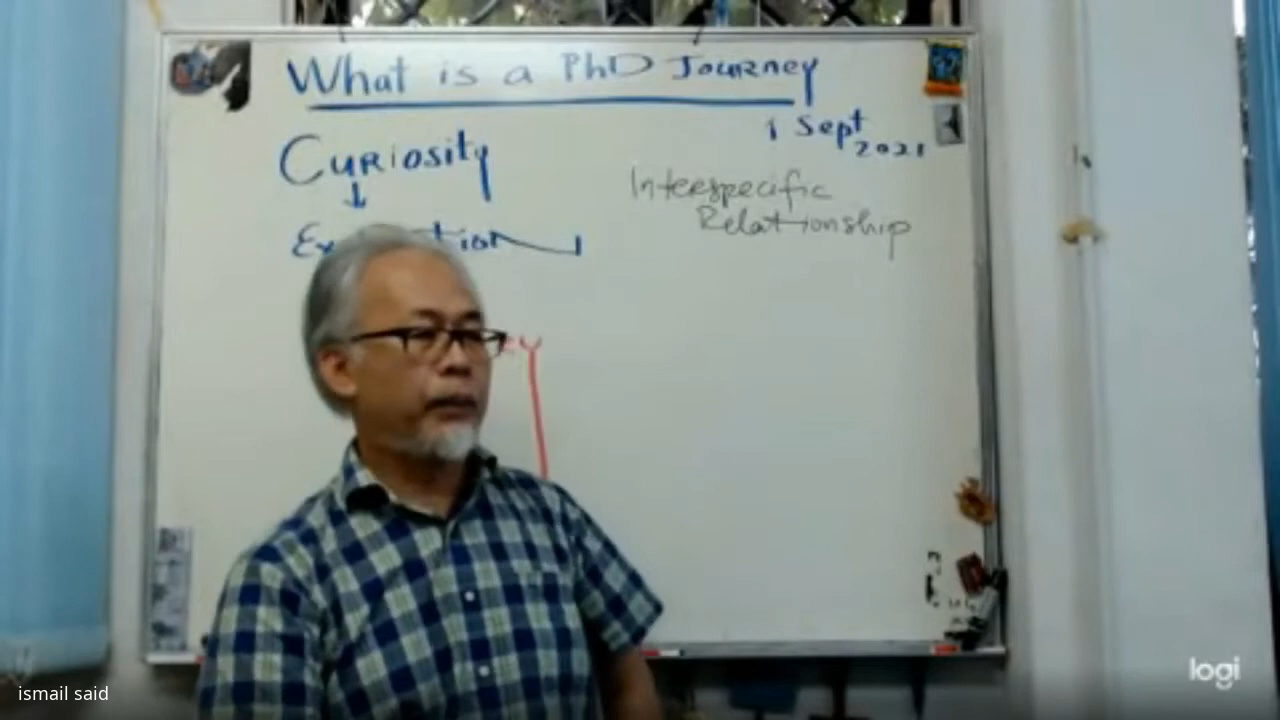 What is a PhD Journey
1 Sept
2021
Curiosity
Interspecific
Relationship
ismail said
logi